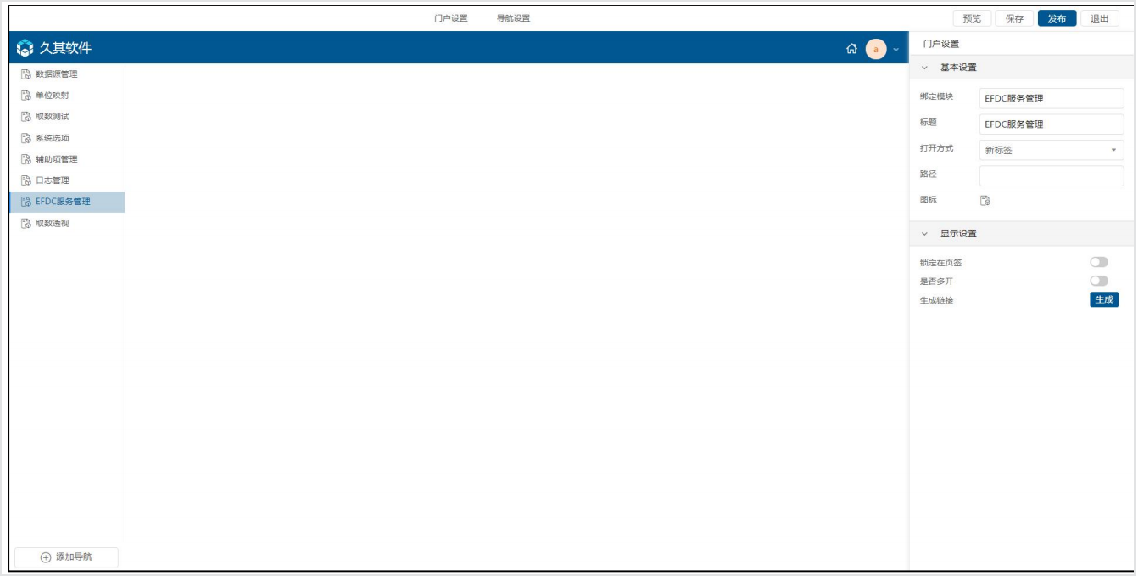 门户设置 导航设置 预览 保存 发布 退出
久其软件 a
门户设置
基本设置
绑定模块 EFDC服务管理
标题 EFDC服务管理
打开方式 新标签
路径
图标
显示设置
锁定在页签
是否多开
生成链接 生成
数据源管理
单位映射
取数测试
系统选项
辅助项管理
日志管理
EFDC服务管理
取数透视
添加导航